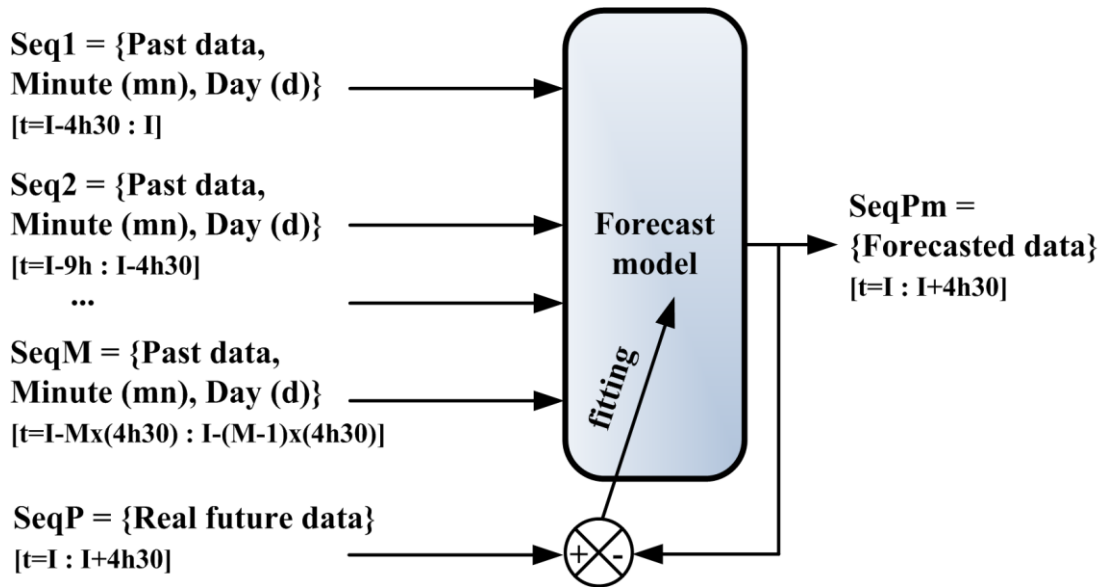 Seq1 = {Past data,
Minute (mn), Day (d)}
[t=I-4h30 : I]
Seq2 = {Past data,
Minute (mn), Day (d)}
[t=I-9h : I-4h30]
...
SeqM = {Past data,
Minute (mn), Day (d)}
[t=I-Mx(4h30) : I-(M-1)x(4h30)]
SeqP = {Real future data}
[t=I : I+4h30]
Forecast
model
fitting
+ -
SeqPm =
{Forecasted data}
[t=I : I+4h30]